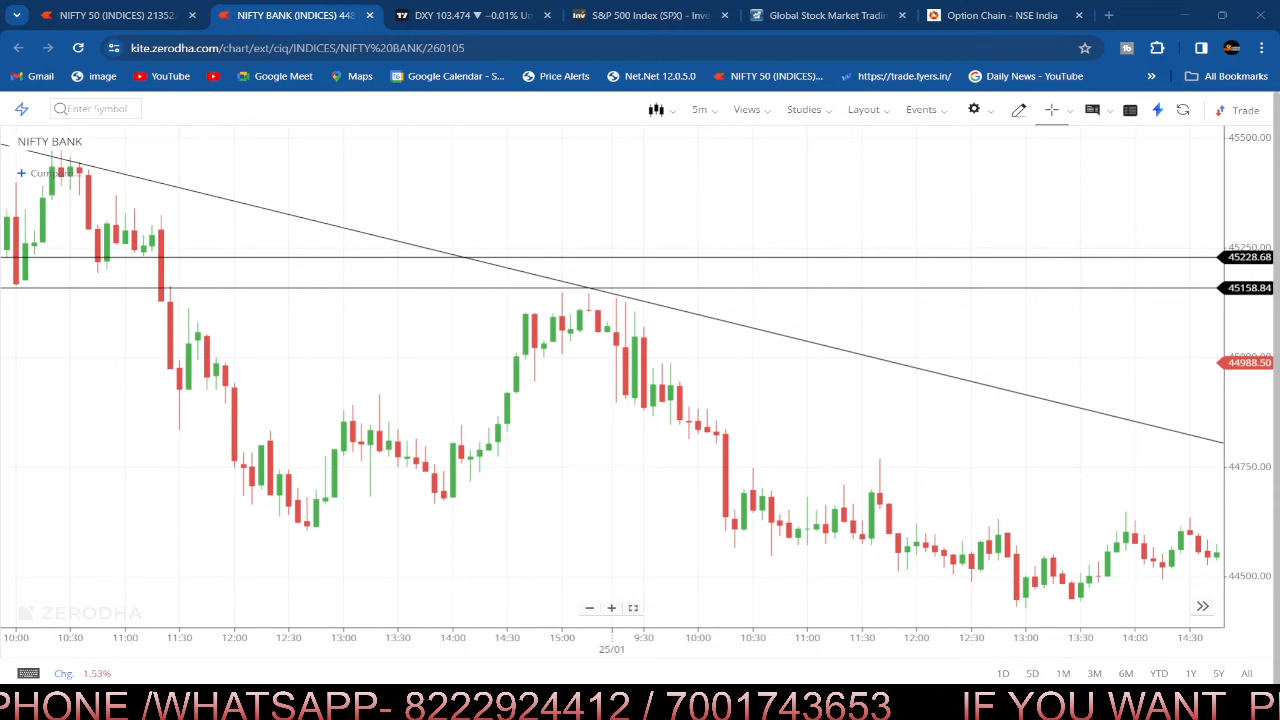 NIFTY 50 (INDICES) 21352
NIFTY BANK (INDICES) 448
DXY 103.474 ▼ −0.01% Un
S&P 500 Index (SPX) - Inve
Global Stock Market Tradin
Option Chain - NSE India
kite.zerodha.com/chart/ext/ciq/INDICES/NIFTY%20BANK/260105
Gmail
image
YouTube
Google Meet
Maps
Google Calendar - S...
Price Alerts
Net.Net 12.0.5.0
NIFTY 50 (INDICES)...
https://trade.fyers.in/
Daily News - YouTube
All Bookmarks
Enter Symbol
5m
Views
Studies
Layout
Events
Trade
NIFTY BANK
+ Compare...
45500.00
45250.00
45228.68
45158.84
44988.50
44750.00
44500.00
ZERODHA
10:00 10:30 11:00 11:30 12:00 12:30 13:00 13:30 14:00 14:30 15:00 9:30 10:00 10:30 11:00 11:30 12:00 12:30 13:00 13:30 14:00 14:30
25/01
Chg. -1.53%
1D 5D 1M 3M 6M YTD 1Y 5Y All
PHONE /WHATSAPP- 8222924412 / 7001743653 IF YOU WANT P